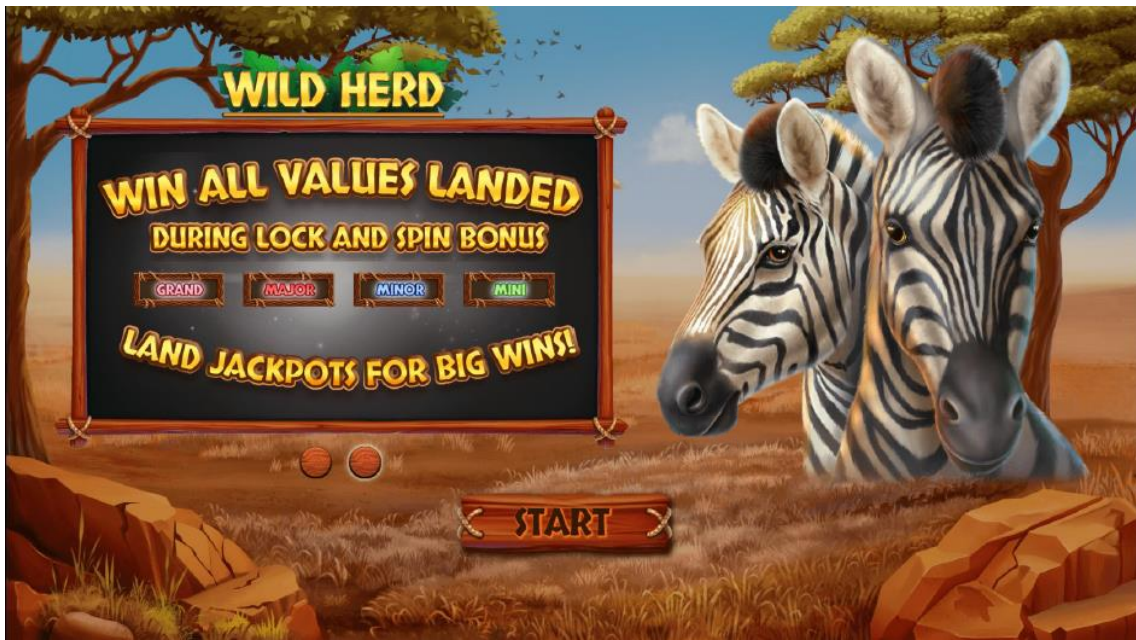 WILD HERD
WIN ALL VALUES LANDED
DURING LOCK AND SPIN BONUS
GRAND MAJOR MINOR MINI
LAND JACKPOTS FOR BIG WINS!
START